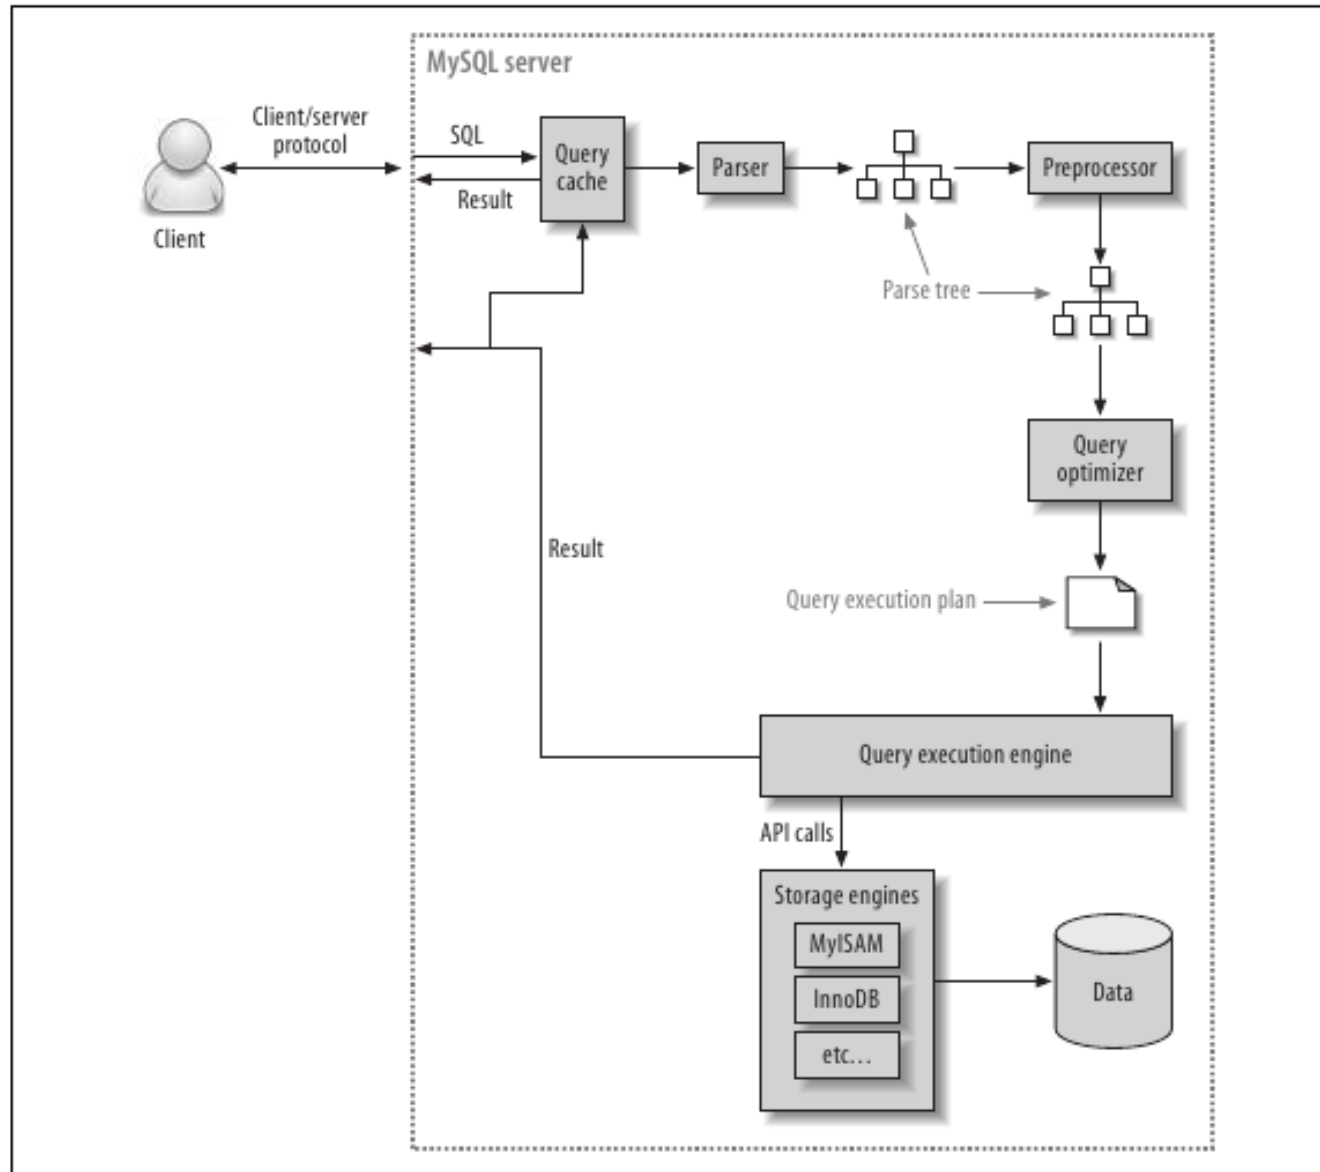 MySQL server
Client/server
protocol
SQL
Query
cache
Parser
Preprocessor
Result
Client
Parse tree
Query
optimizer
Result
Query execution plan
Query execution engine
API calls
Storage engines
MyISAM
InnoDB
Data
etc...